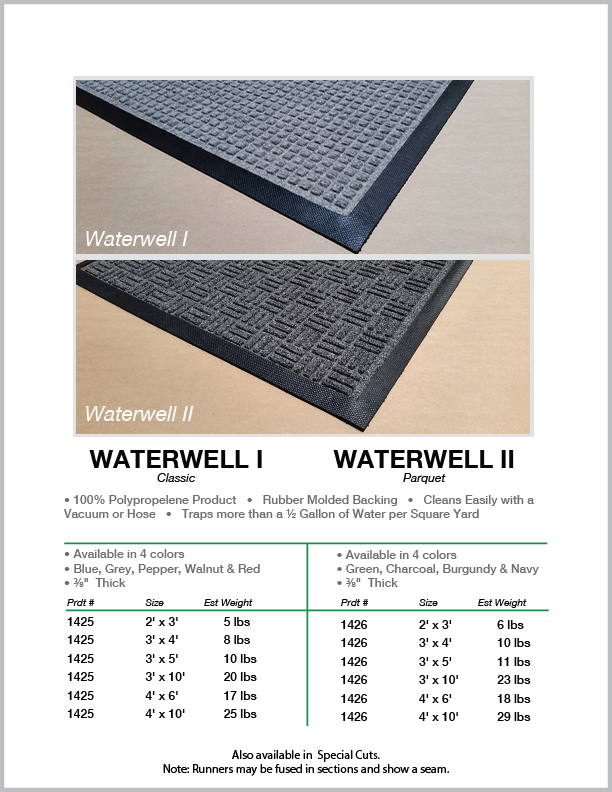 Waterwell I
Waterwell II
WATERWELL I
Classic
WATERWELL II
Parquet
• 100% Polypropelene Product • Rubber Molded Backing • Cleans Easily with a
Vacuum or Hose • Traps more than a ½ Gallon of Water per Square Yard
• Available in 4 colors
• Blue, Grey, Pepper, Walnut & Red
• ⅜" Thick
Prdt # Size Est Weight
1425 2' x 3' 5 lbs
1425 3' x 4' 8 lbs
1425 3' x 5' 10 lbs
1425 3' x 10' 20 lbs
1425 4' x 6' 17 lbs
1425 4' x 10' 25 lbs
• Available in 4 colors
• Green, Charcoal, Burgundy & Navy
• ⅜" Thick
Prdt # Size Est Weight
1426 2' x 3' 6 lbs
1426 3' x 4' 10 lbs
1426 3' x 5' 11 lbs
1426 3' x 10' 23 lbs
1426 4' x 6' 18 lbs
1426 4' x 10' 29 lbs
Also available in Special Cuts.
Note: Runners may be fused in sections and show a seam.